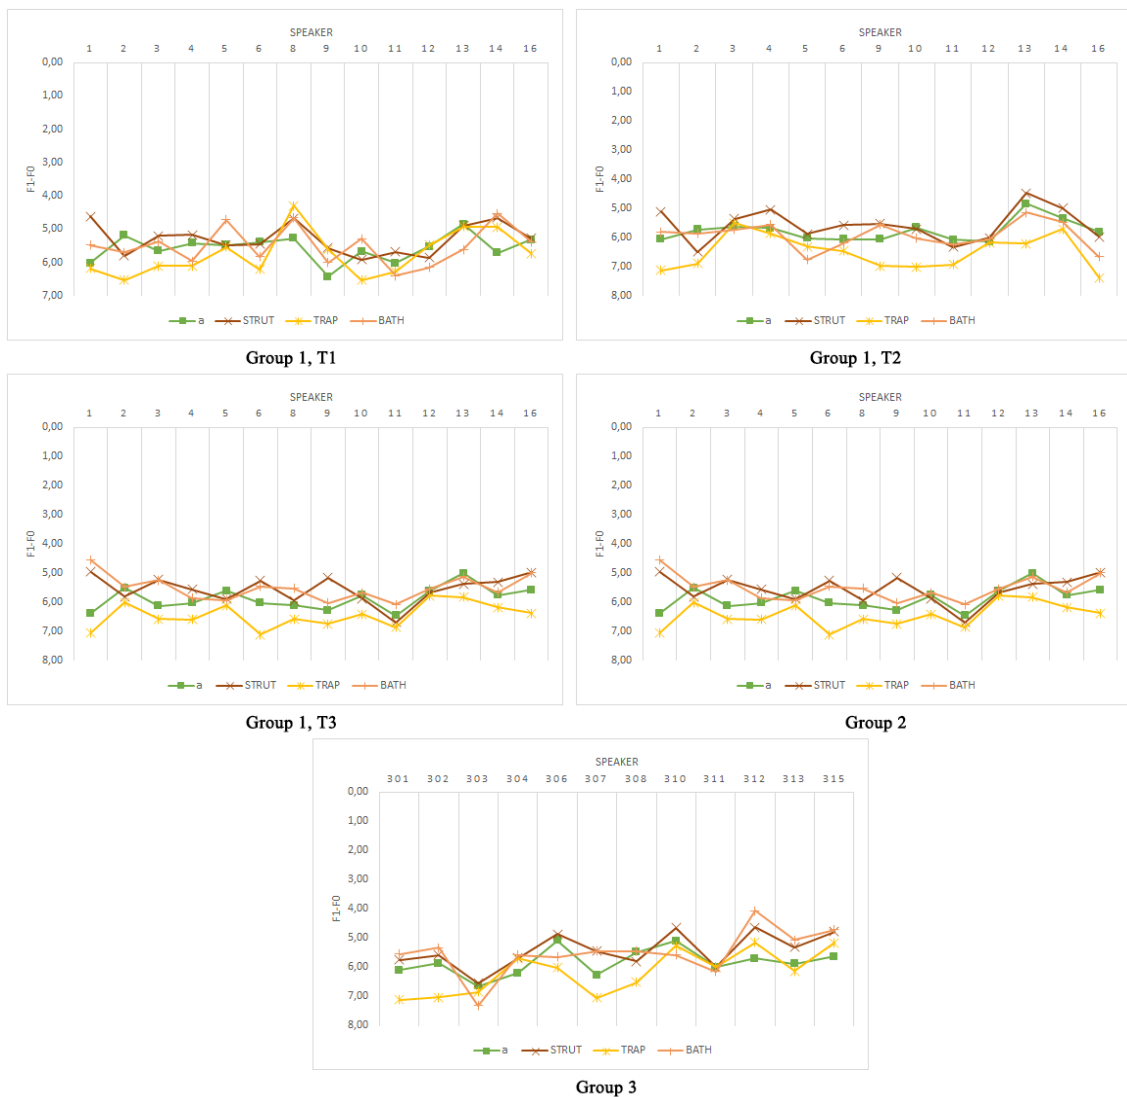 SPEAKER
1 2 3 4 5 6 8 9 10 11 12 13 14 16
0,00
1,00
2,00
3,00
4,00
5,00
6,00
7,00
F1-F0
a STRUT TRAP BATH
Group 1, T1
SPEAKER
1 2 3 4 5 6 9 10 11 12 13 14 16
0,00
1,00
2,00
3,00
4,00
5,00
6,00
7,00
8,00
F1-F0
a STRUT TRAP BATH
Group 1, T2
SPEAKER
1 2 3 4 5 6 8 9 10 11 12 13 14 16
0,00
1,00
2,00
3,00
4,00
5,00
6,00
7,00
8,00
F1-F0
a STRUT TRAP BATH
Group 1, T3
SPEAKER
1 2 3 4 5 6 8 9 10 11 12 13 14 16
0,00
1,00
2,00
3,00
4,00
5,00
6,00
7,00
8,00
F1-F0
a STRUT TRAP BATH
Group 2
SPEAKER
301 302 303 304 306 307 308 310 311 312 313 315
0,00
1,00
2,00
3,00
4,00
5,00
6,00
7,00
8,00
F1-F0
a STRUT TRAP BATH
Group 3